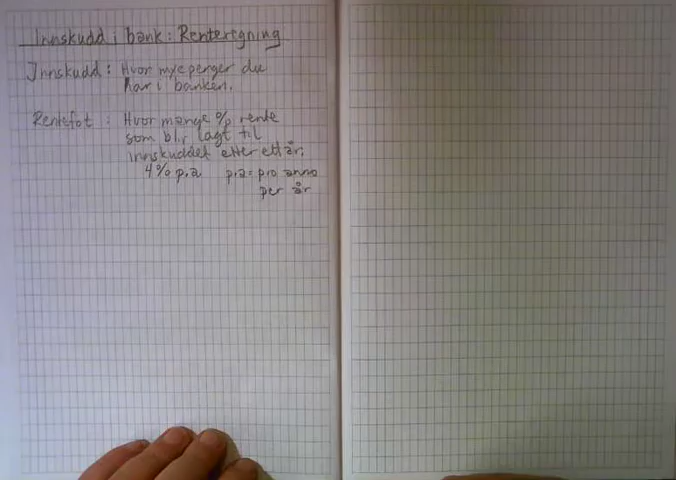 Innskudd i bank: Renteregning
Innskudd: Hvor mye penger du
har i banken.
Rentefot: Hvor mange % rente
som blir lagt til
innskuddet etter ett år.
4% p.a p.a = pro anno
per år